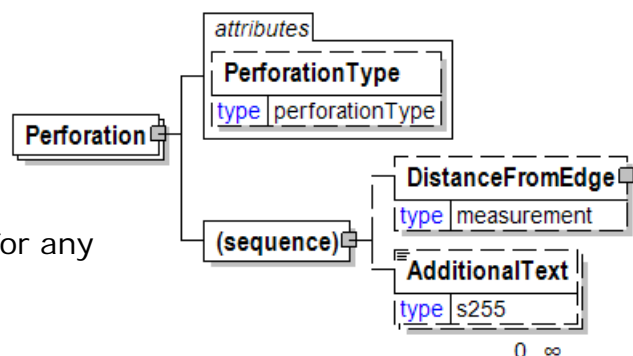 attributes
PerforationType
type perforationType
Perforation
DistanceFromEdge
type measurement
or any
(sequence)
AdditionalText
type s255
0 ∞